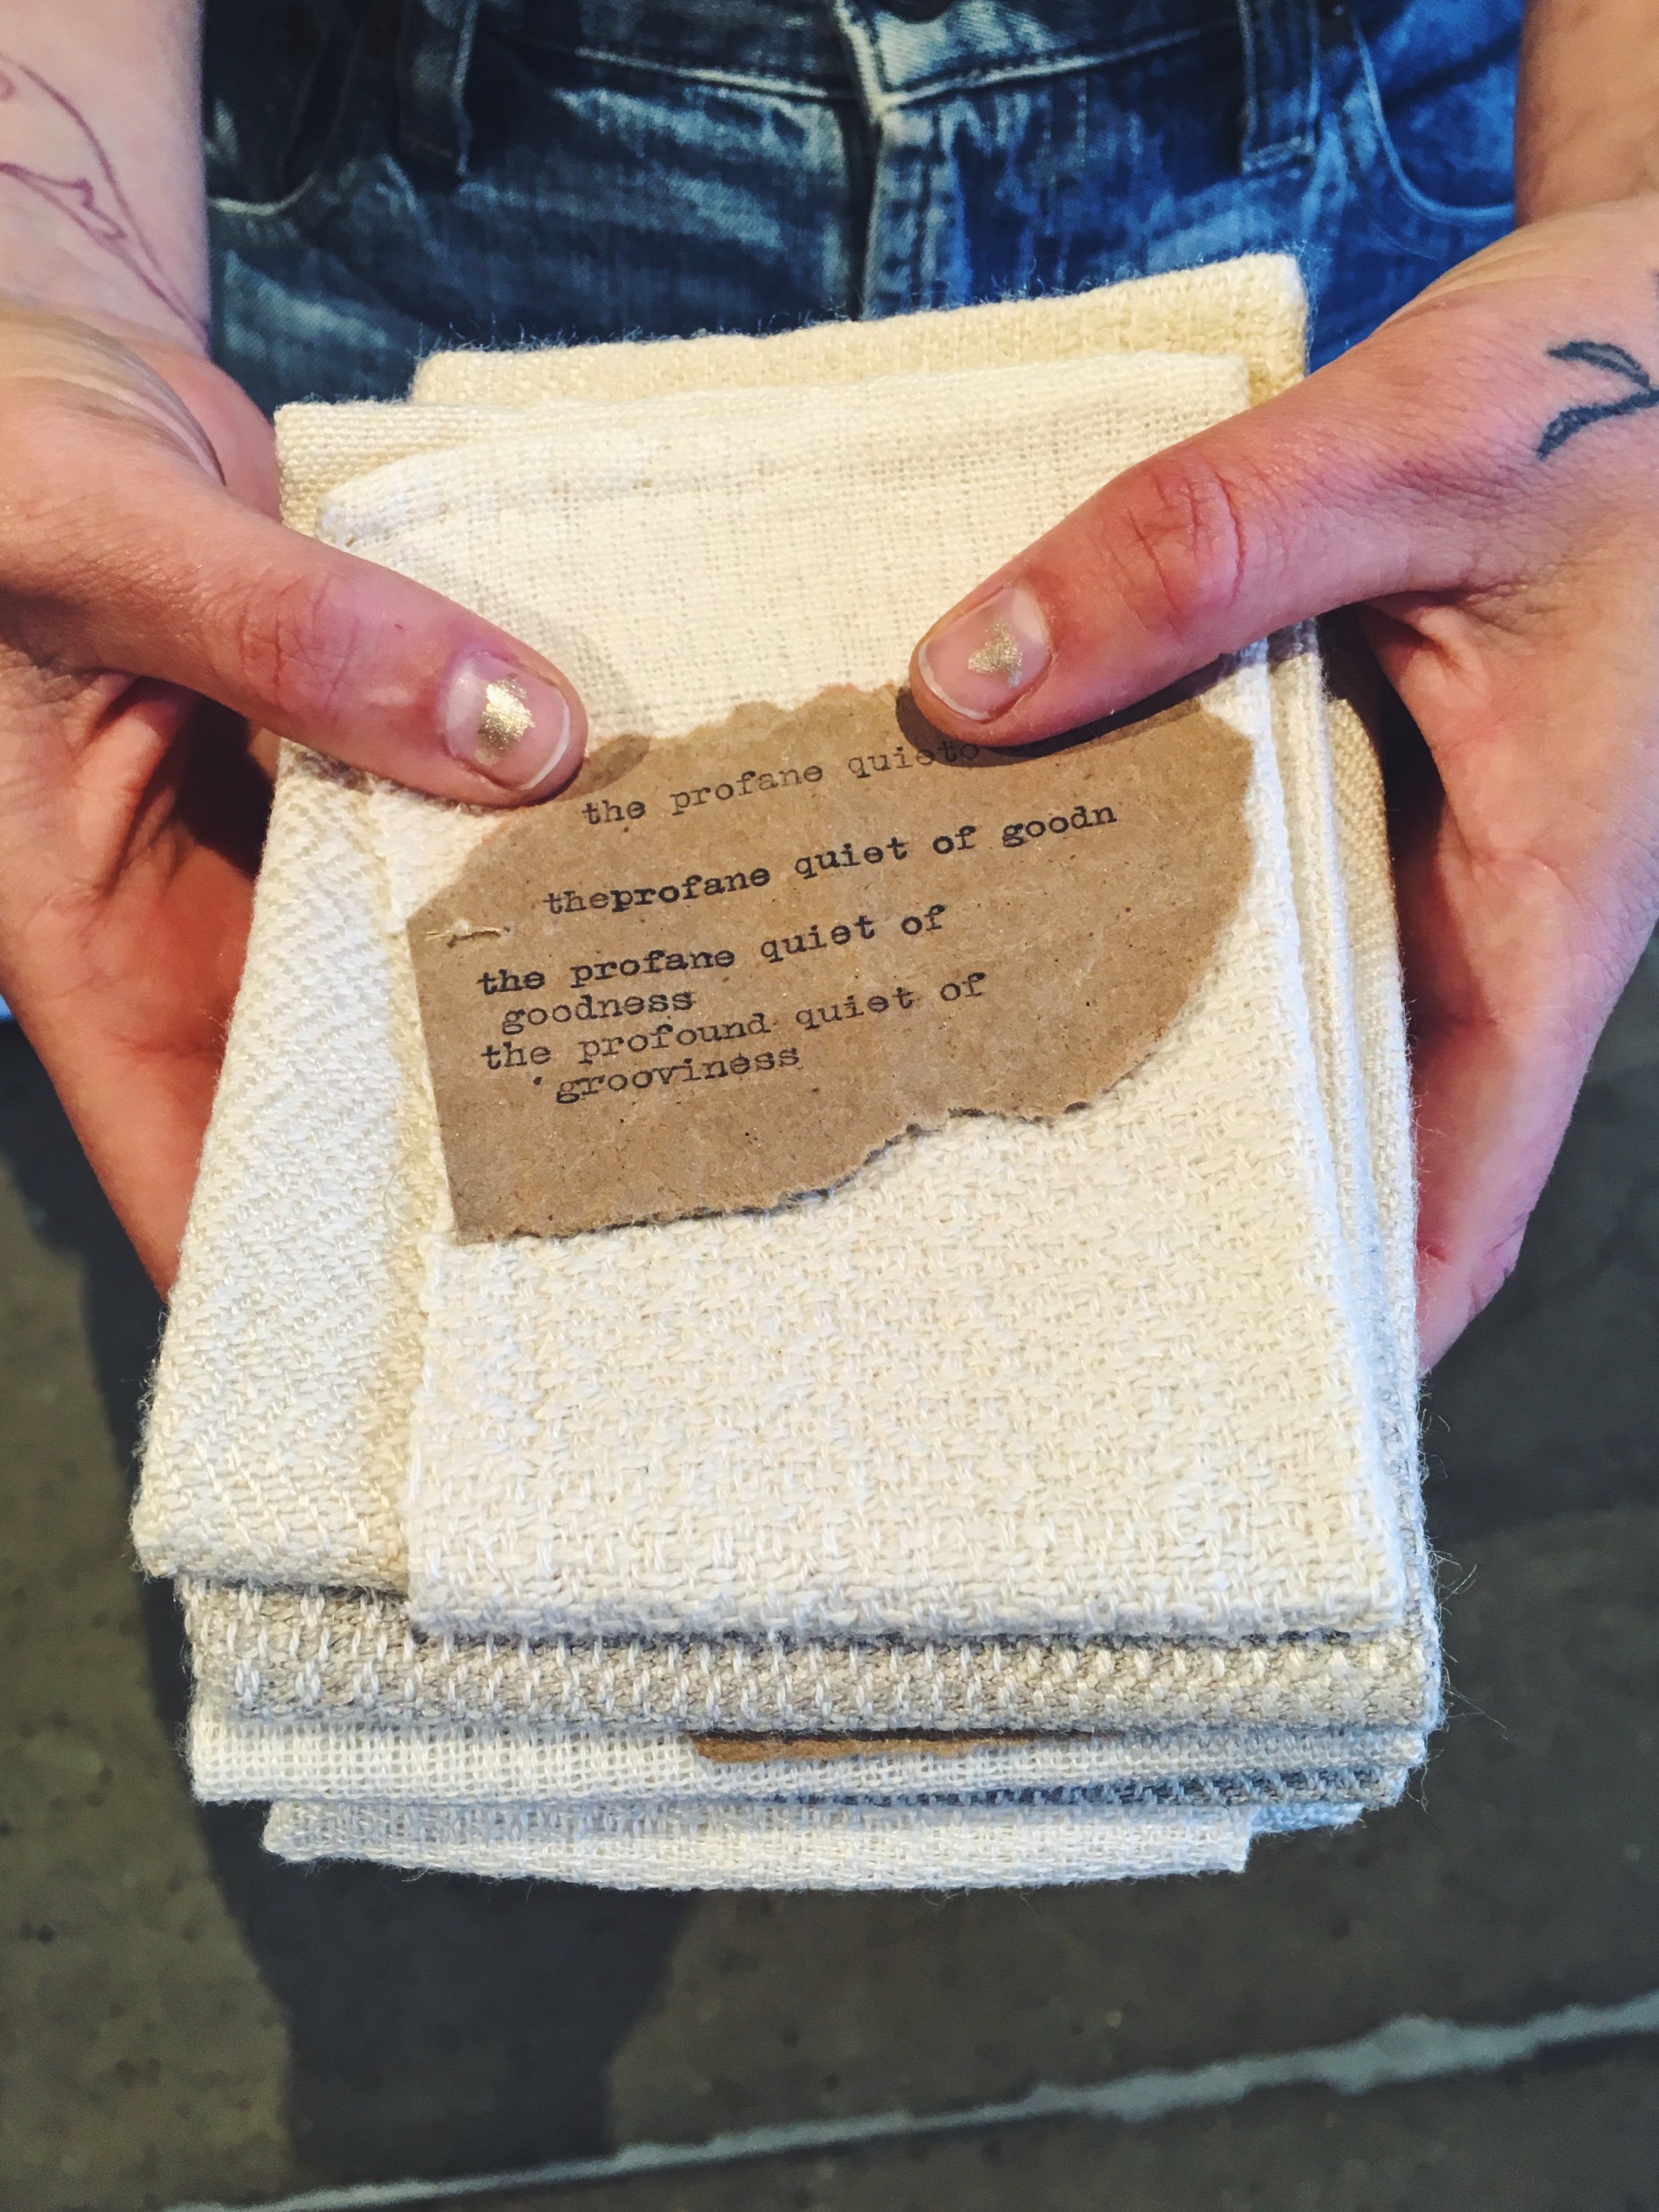 the profane quieto
theprofane quiet of goodn
the profane quiet of
goodness
the profound quiet of
grooviness